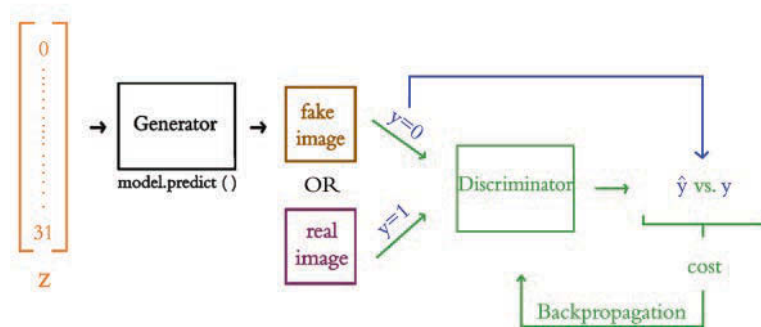 0
31
z
Generator
model.predict ()
fake
image
OR
real
image
y=0
y=1
Discriminator
ŷ vs. y
cost
Backpropagation